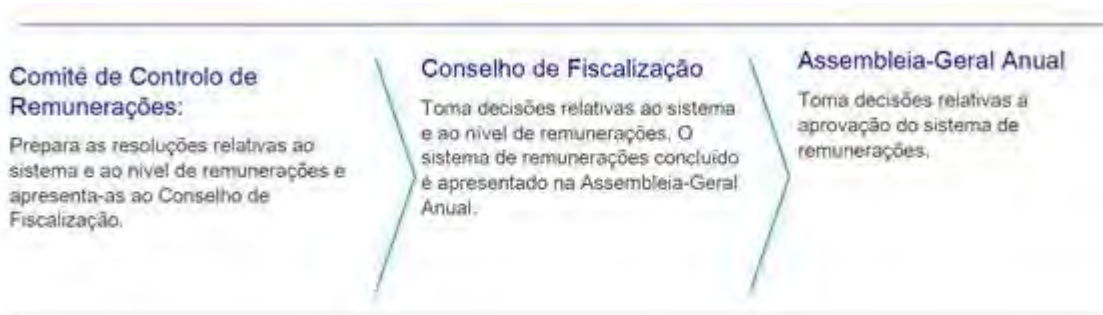 Comité de Controlo de
Remunerações:
Prepara as resoluções relativas ao
sistema e ao nível de remunerações e
apresenta-as ao Conselho de
Fiscalização.
Conselho de Fiscalização
Toma decisões relativas ao sistema
e ao nível de remunerações. O
sistema de remunerações concluído
é apresentado na Assembleia-Geral
Anual.
Assembleia-Geral Anual
Toma decisões relativas a
aprovação do sistema de
remunerações.